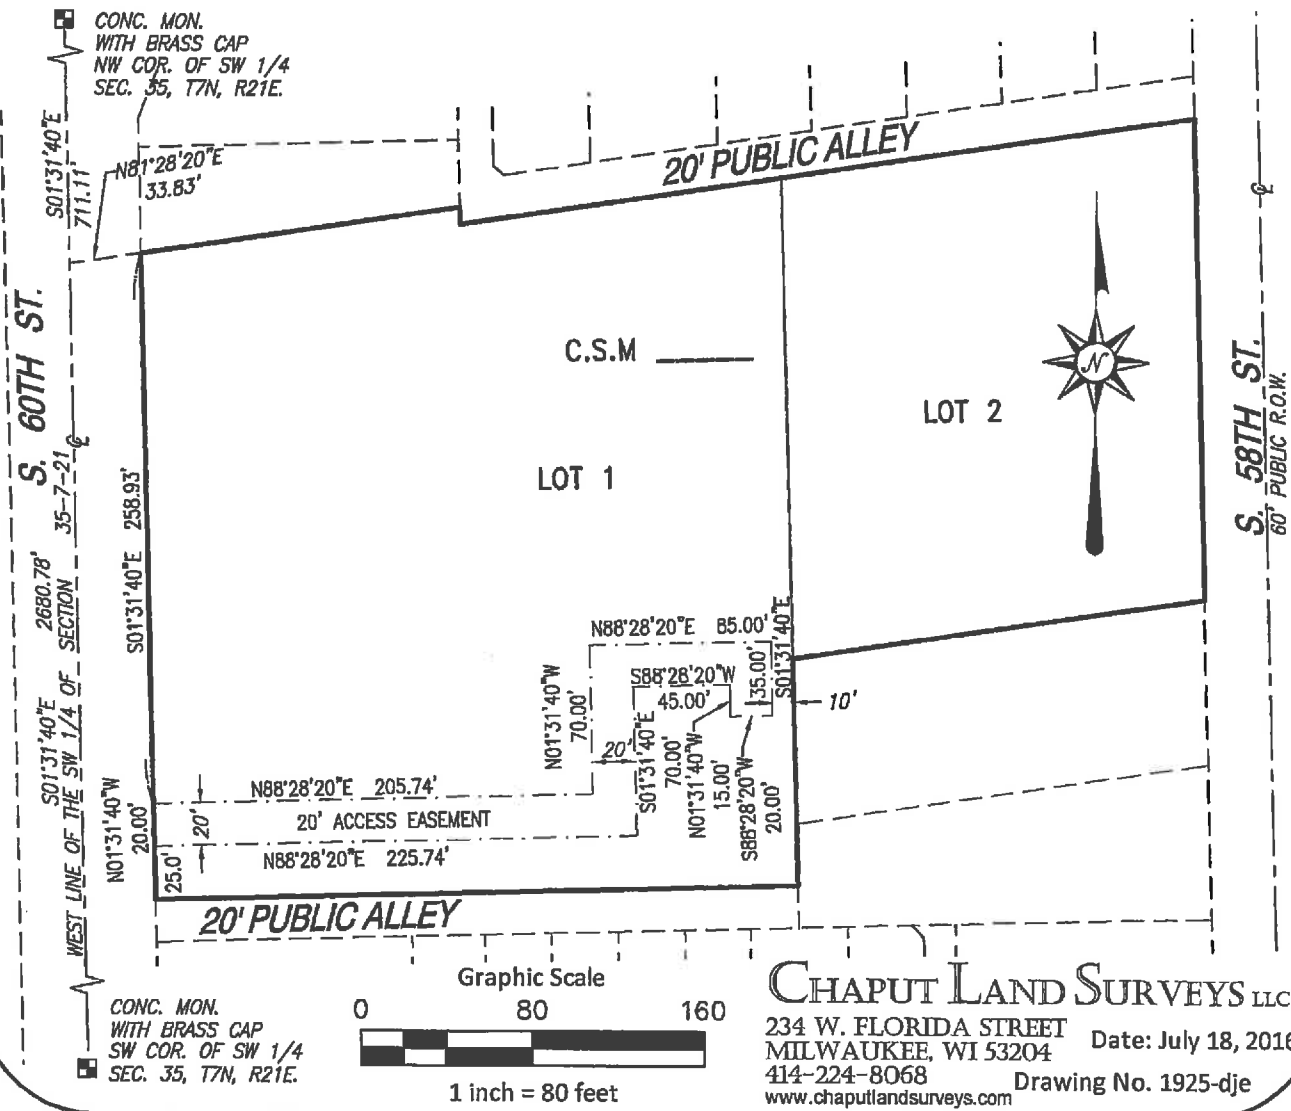 CONC. MON.
WITH BRASS CAP
NW COR. OF SW 1/4
SEC. 35, T7N, R21E.
S01°31'40"E
711.11'
N81°28'20"E
33.83'
20' PUBLIC ALLEY
℄
S. 60TH ST.
C.S.M
LOT 1
LOT 2
N
S. 58TH ST.
60' PUBLIC R.O.W.
35-7-21
℄
S01°31'40"E 258.93'
S01°31'40"E 2680.78'
WEST LINE OF THE SW 1/4 OF SECTION
N88°28'20"E 85.00'
S88°28'20"W
45.00'
35.00'
S01°31'40"E
10'
N01°31'40"W
70.00'
20'
S01°31'40"E
70.00'
N01°31'40"W
15.00'
S88°28'20"W
20.00'
N88°28'20"E 205.74'
20' ACCESS EASEMENT
20'
N88°28'20"E 225.74'
N01°31'40"W
20.00'
25.0'
20' PUBLIC ALLEY
CONC. MON.
WITH BRASS CAP
SW COR. OF SW 1/4
SEC. 35, T7N, R21E.
Graphic Scale
0 80 160
1 inch = 80 feet
CHAPUT LAND SURVEYS LLC
234 W. FLORIDA STREET
MILWAUKEE, WI 53204
414-224-8068
www.chaputlandsurveys.com
Date: July 18, 2016
Drawing No. 1925-dje